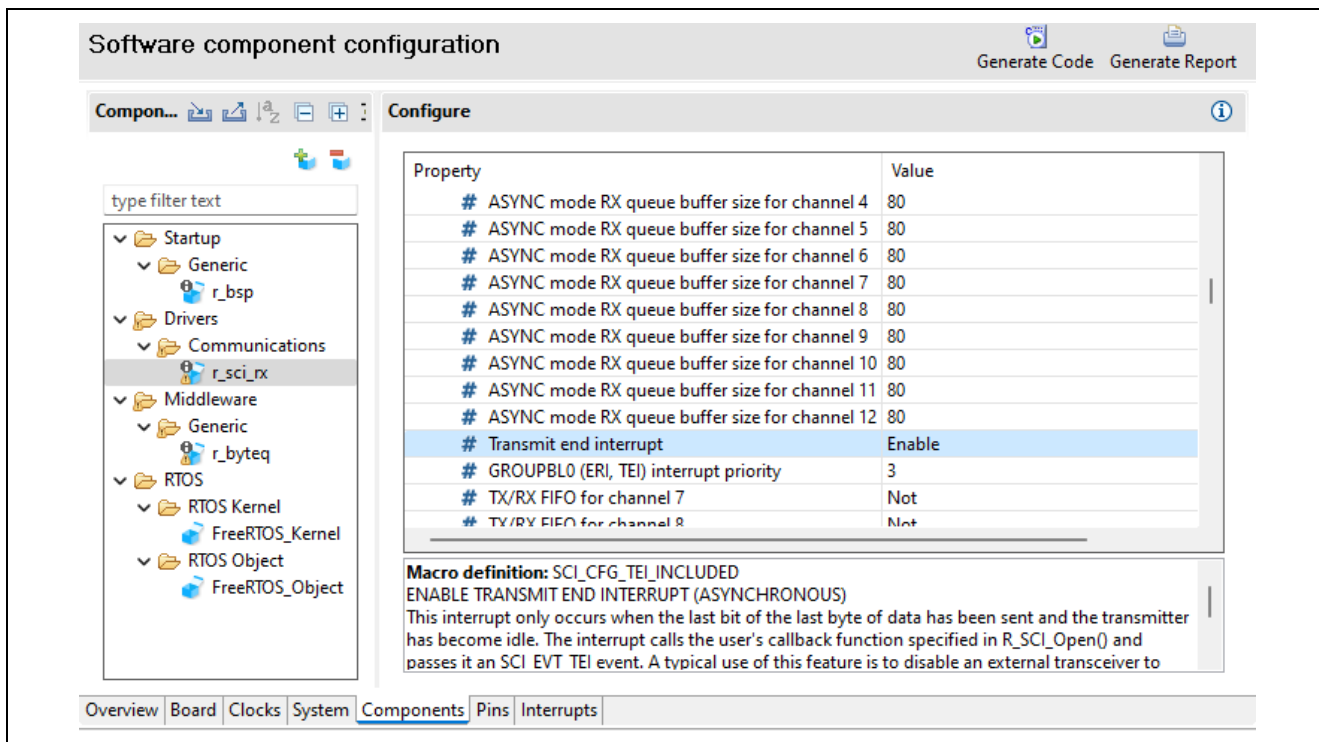 Software component configuration
Generate Code Generate Report
Compon...
Configure
type filter text
Startup
Generic
r_bsp
Drivers
Communications
r_sci_rx
Middleware
Generic
r_byteq
RTOS
RTOS Kernel
FreeRTOS_Kernel
RTOS Object
FreeRTOS_Object
Property Value
# ASYNC mode RX queue buffer size for channel 4 80
# ASYNC mode RX queue buffer size for channel 5 80
# ASYNC mode RX queue buffer size for channel 6 80
# ASYNC mode RX queue buffer size for channel 7 80
# ASYNC mode RX queue buffer size for channel 8 80
# ASYNC mode RX queue buffer size for channel 9 80
# ASYNC mode RX queue buffer size for channel 10 80
# ASYNC mode RX queue buffer size for channel 11 80
# ASYNC mode RX queue buffer size for channel 12 80
# Transmit end interrupt Enable
# GROUPBL0 (ERI, TEI) interrupt priority 3
# TX/RX FIFO for channel 7 Not
# TX/RX FIFO for channel 8 Not
Macro definition: SCI_CFG_TEI_INCLUDED
ENABLE TRANSMIT END INTERRUPT (ASYNCHRONOUS)
This interrupt only occurs when the last bit of the last byte of data has been sent and the transmitter
has become idle. The interrupt calls the user's callback function specified in R_SCI_Open() and
passes it an SCI_EVT_TEI event. A typical use of this feature is to disable an external transceiver to
Overview Board Clocks System Components Pins Interrupts